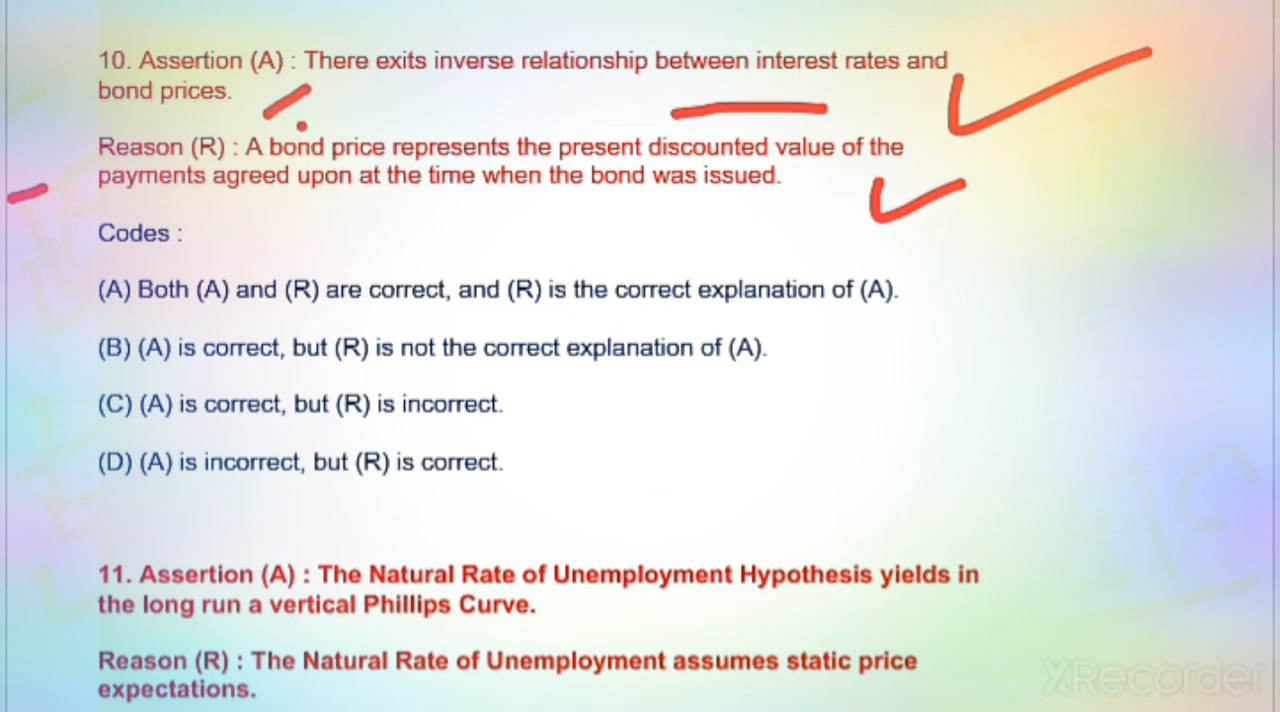 10. Assertion (A) : There exits inverse relationship between interest rates and
bond prices.
Reason (R) : A bond price represents the present discounted value of the
payments agreed upon at the time when the bond was issued.
Codes :
(A) Both (A) and (R) are correct, and (R) is the correct explanation of (A).
(B) (A) is correct, but (R) is not the correct explanation of (A).
(C) (A) is correct, but (R) is incorrect.
(D) (A) is incorrect, but (R) is correct.
11. Assertion (A) : The Natural Rate of Unemployment Hypothesis yields in
the long run a vertical Phillips Curve.
Reason (R) : The Natural Rate of Unemployment assumes static price
expectations.
XRecorder